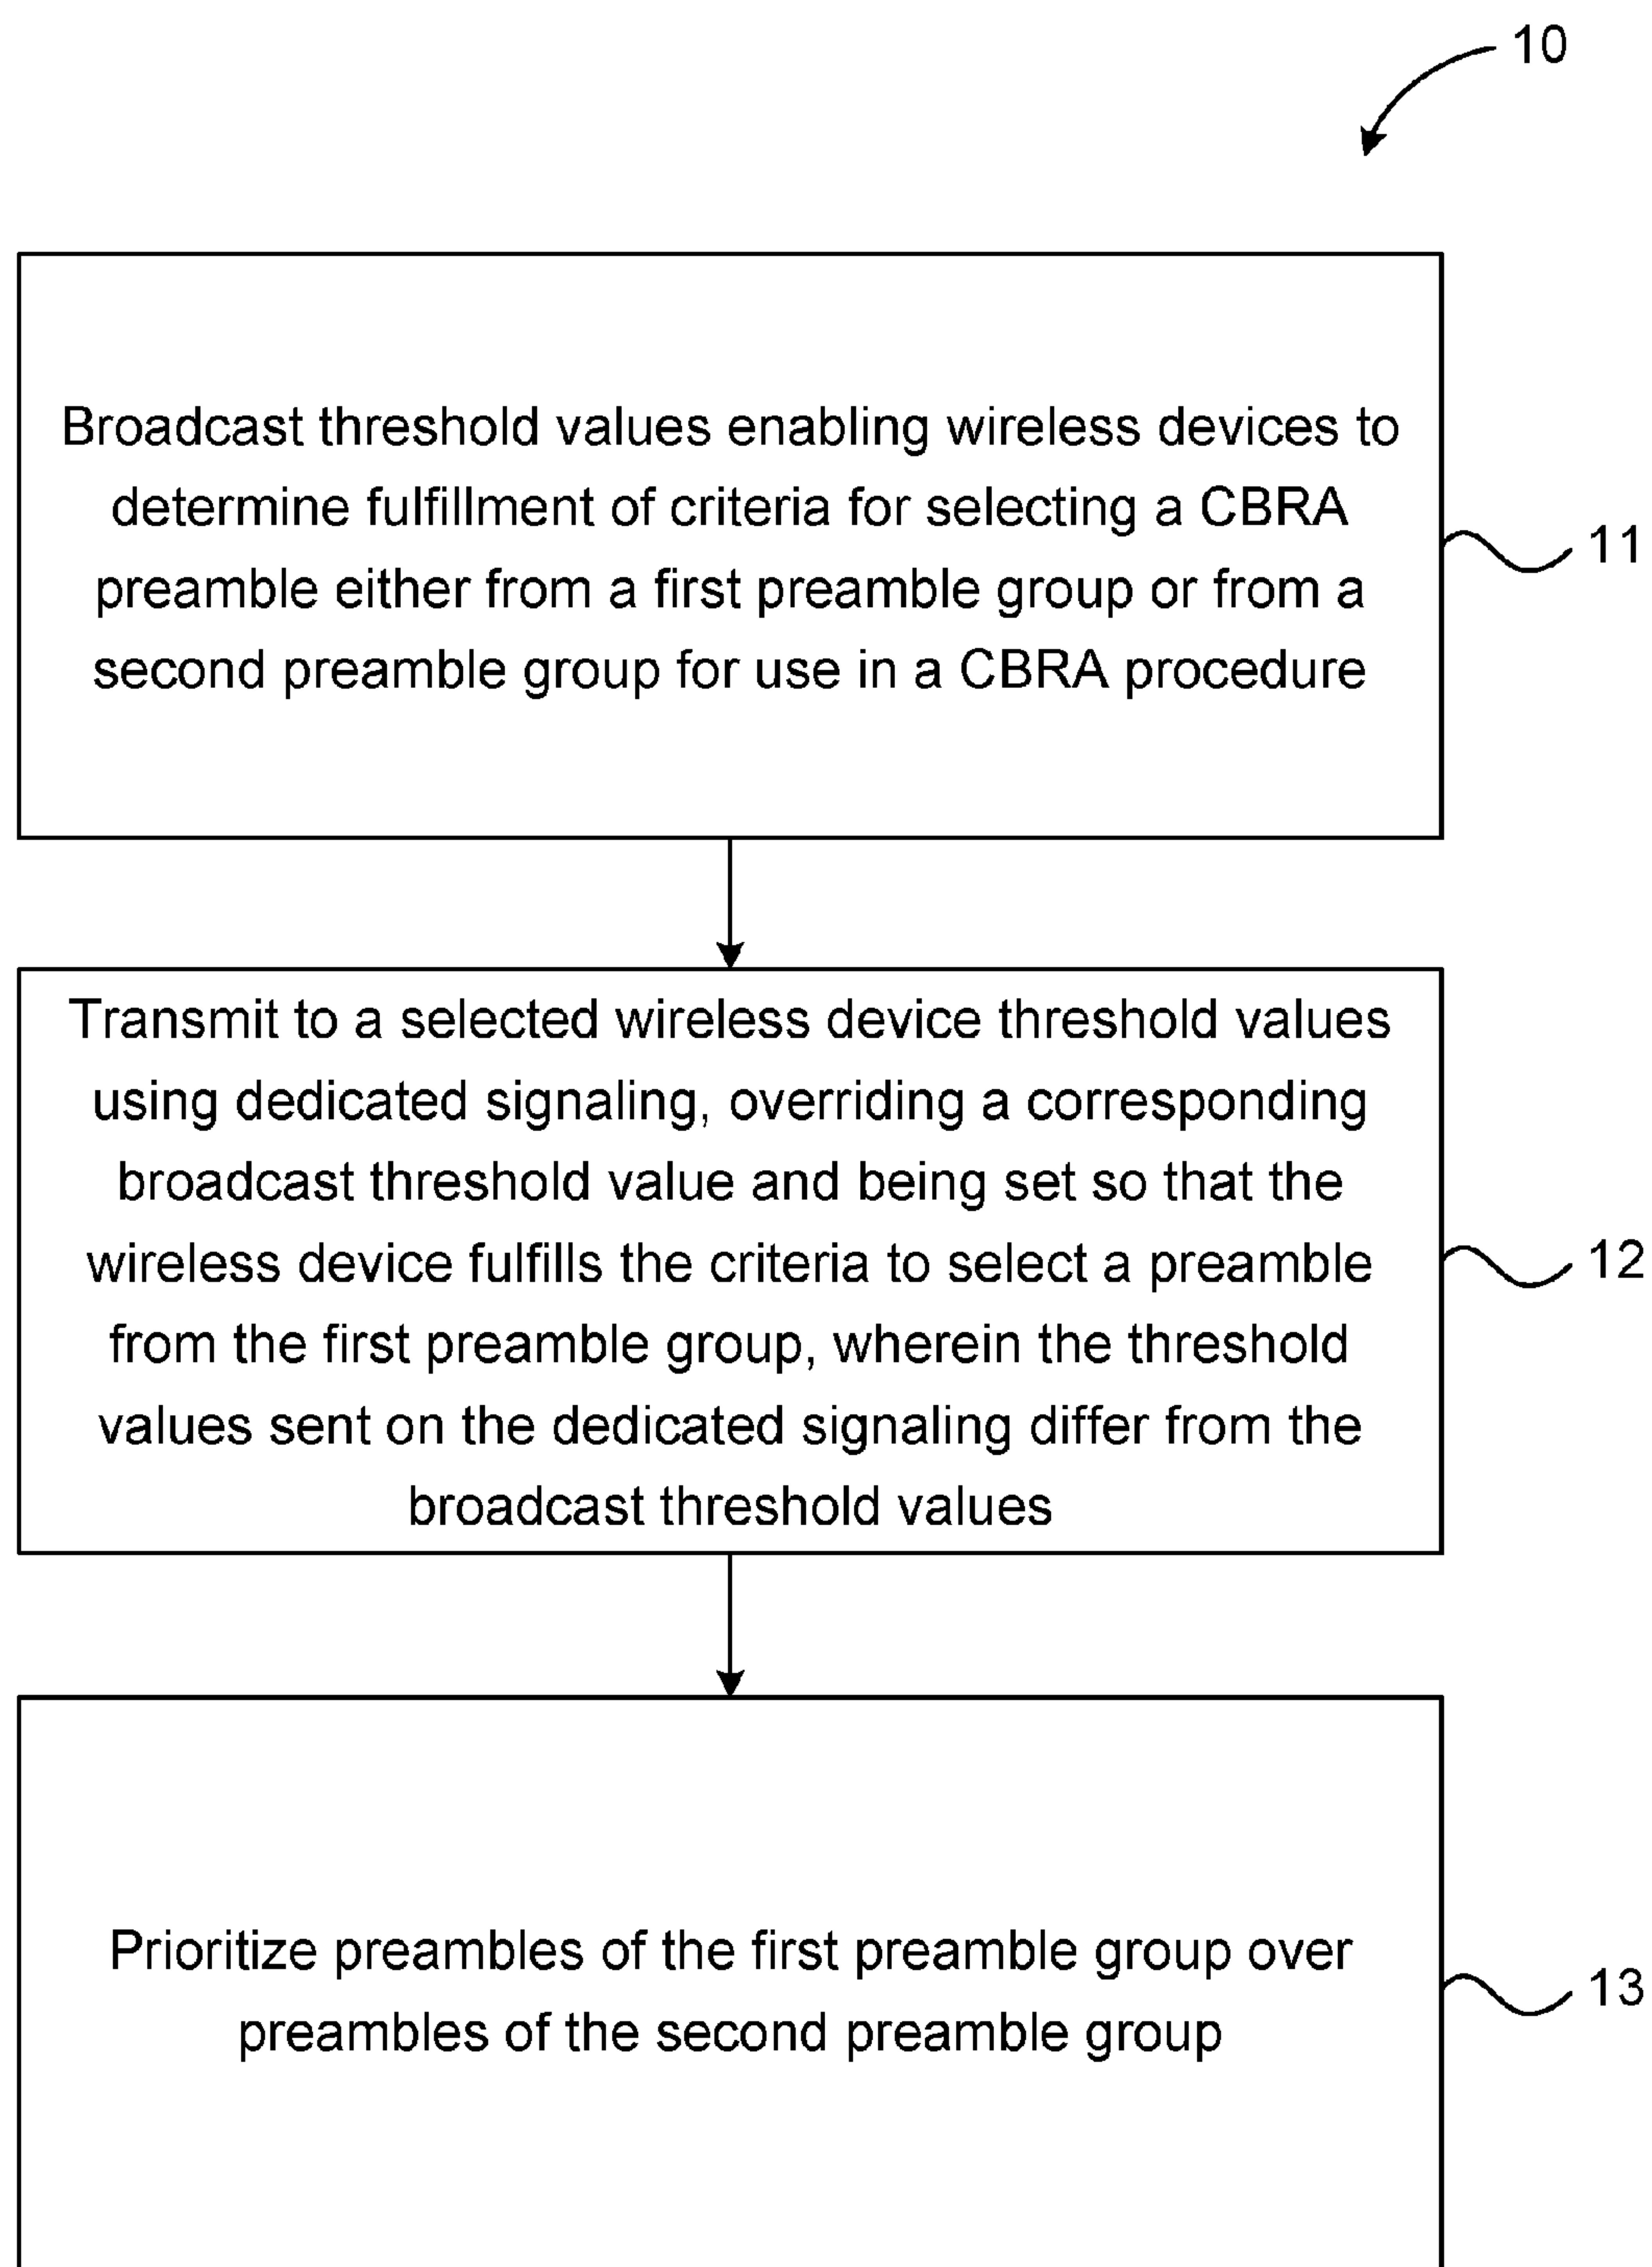 10
Broadcast threshold values enabling wireless devices to
determine fulfillment of criteria for selecting a CBRA
preamble either from a first preamble group or from a
second preamble group for use in a CBRA procedure
11
Transmit to a selected wireless device threshold values
using dedicated signaling, overriding a corresponding
broadcast threshold value and being set so that the
wireless device fulfills the criteria to select a preamble
from the first preamble group, wherein the threshold
values sent on the dedicated signaling differ from the
broadcast threshold values
12
Prioritize preambles of the first preamble group over
preambles of the second preamble group
13